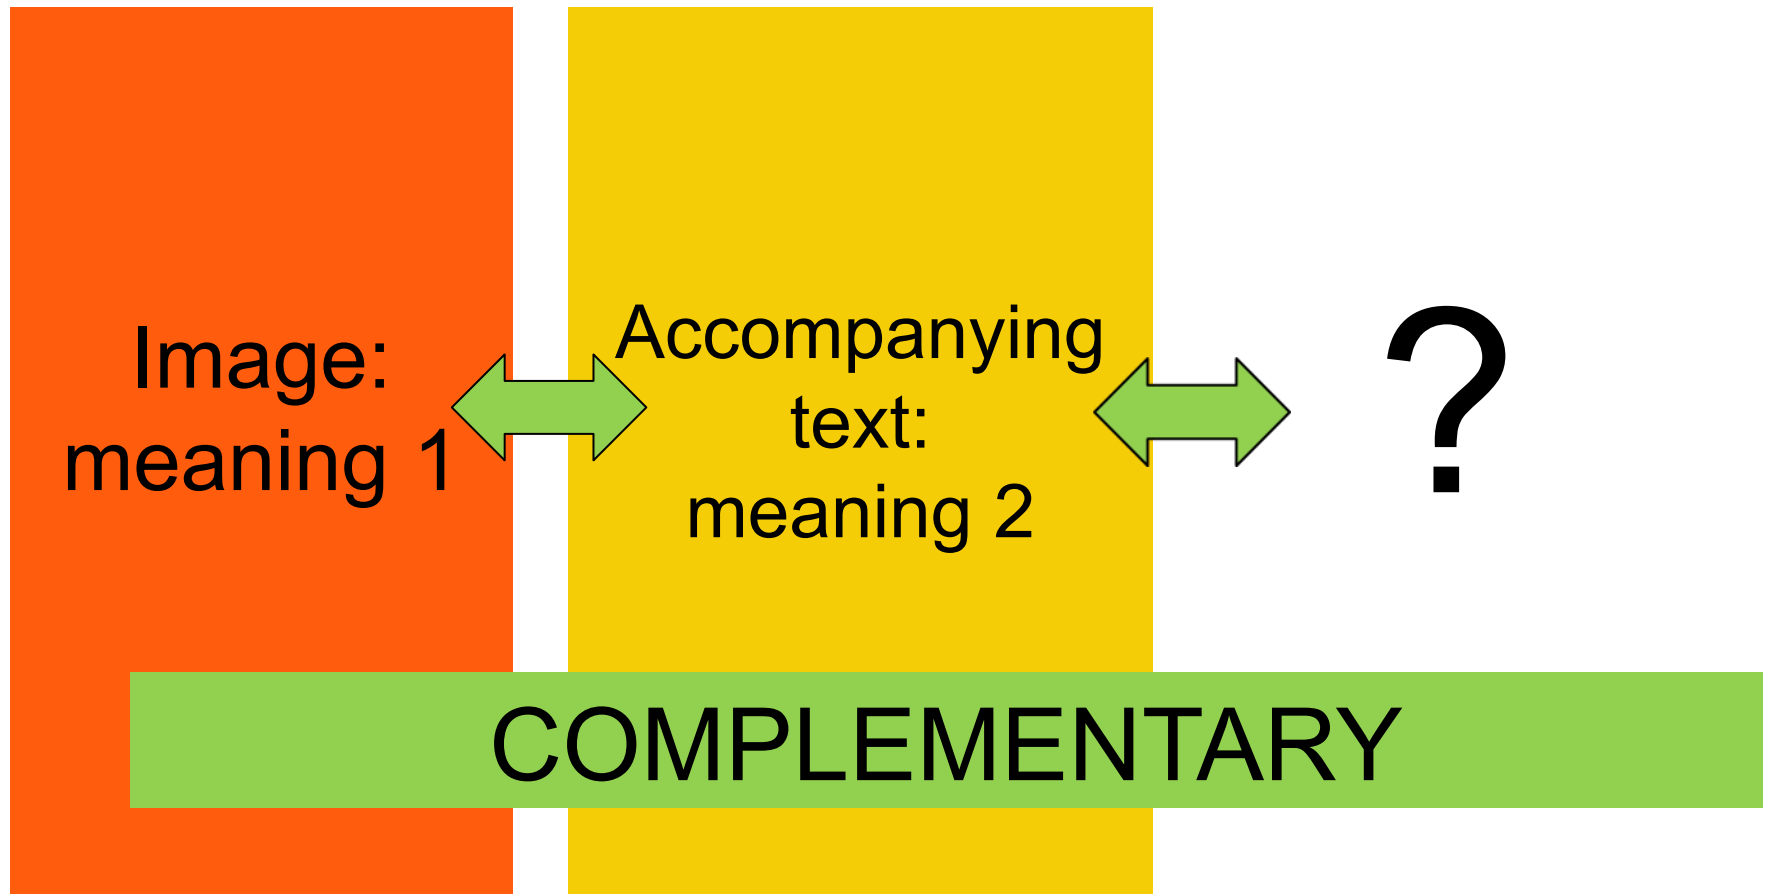 Image:
meaning 1
Accompanying
text:
meaning 2
?
COMPLEMENTARY